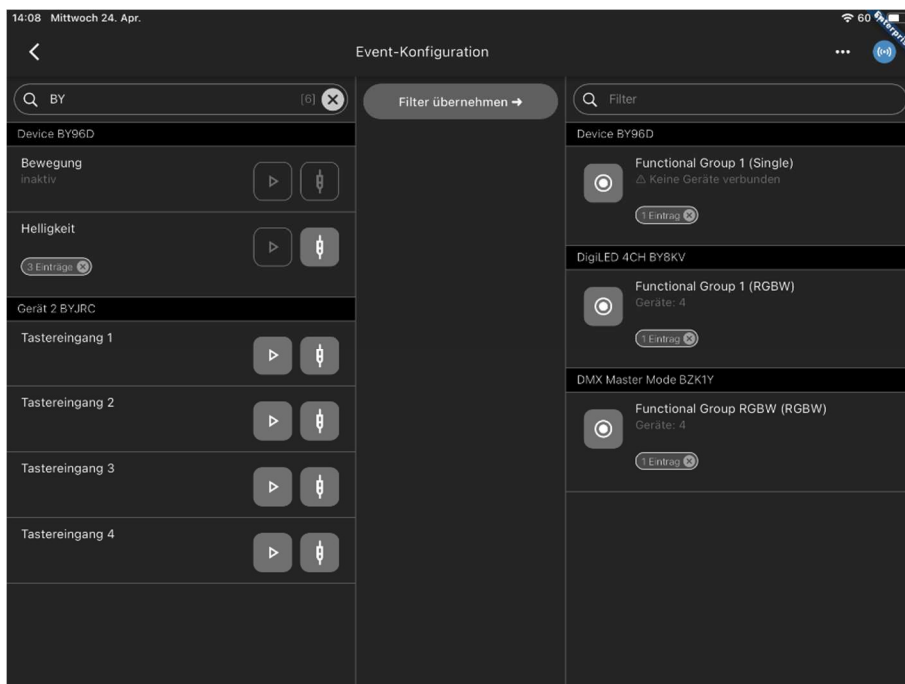 14:08 Mittwoch 24. Apr.
60
Enterpris
Event-Konfiguration
BY
[6]
Filter übernehmen ➔
Filter
Device BY96D
Bewegung
inaktiv
Helligkeit
3 Einträge
Gerät 2 BYJRC
Tastereingang 1
Tastereingang 2
Tastereingang 3
Tastereingang 4
Device BY96D
Functional Group 1 (Single)
⚠ Keine Geräte verbunden
1 Eintrag
DigiLED 4CH BY8KV
Functional Group 1 (RGBW)
Geräte: 4
1 Eintrag
DMX Master Mode BZK1Y
Functional Group RGBW (RGBW)
Geräte: 4
1 Eintrag